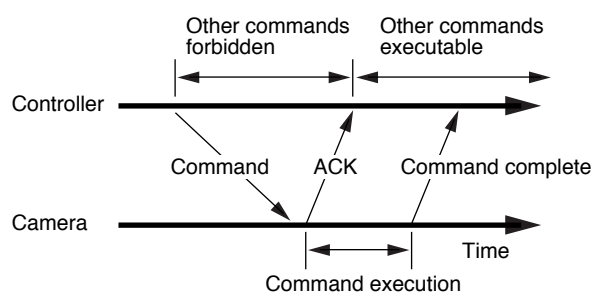 Other commands
forbidden
Other commands
executable
Controller
Command
ACK
Command complete
Camera
Time
Command execution